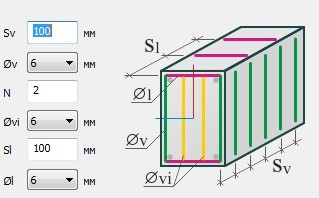 Sv 100 мм
Øv 6 мм
N 2
Øvi 6 мм
Sl 100 мм
Øl 6 мм
Sl
Øl
Øv
Øvi
Sv